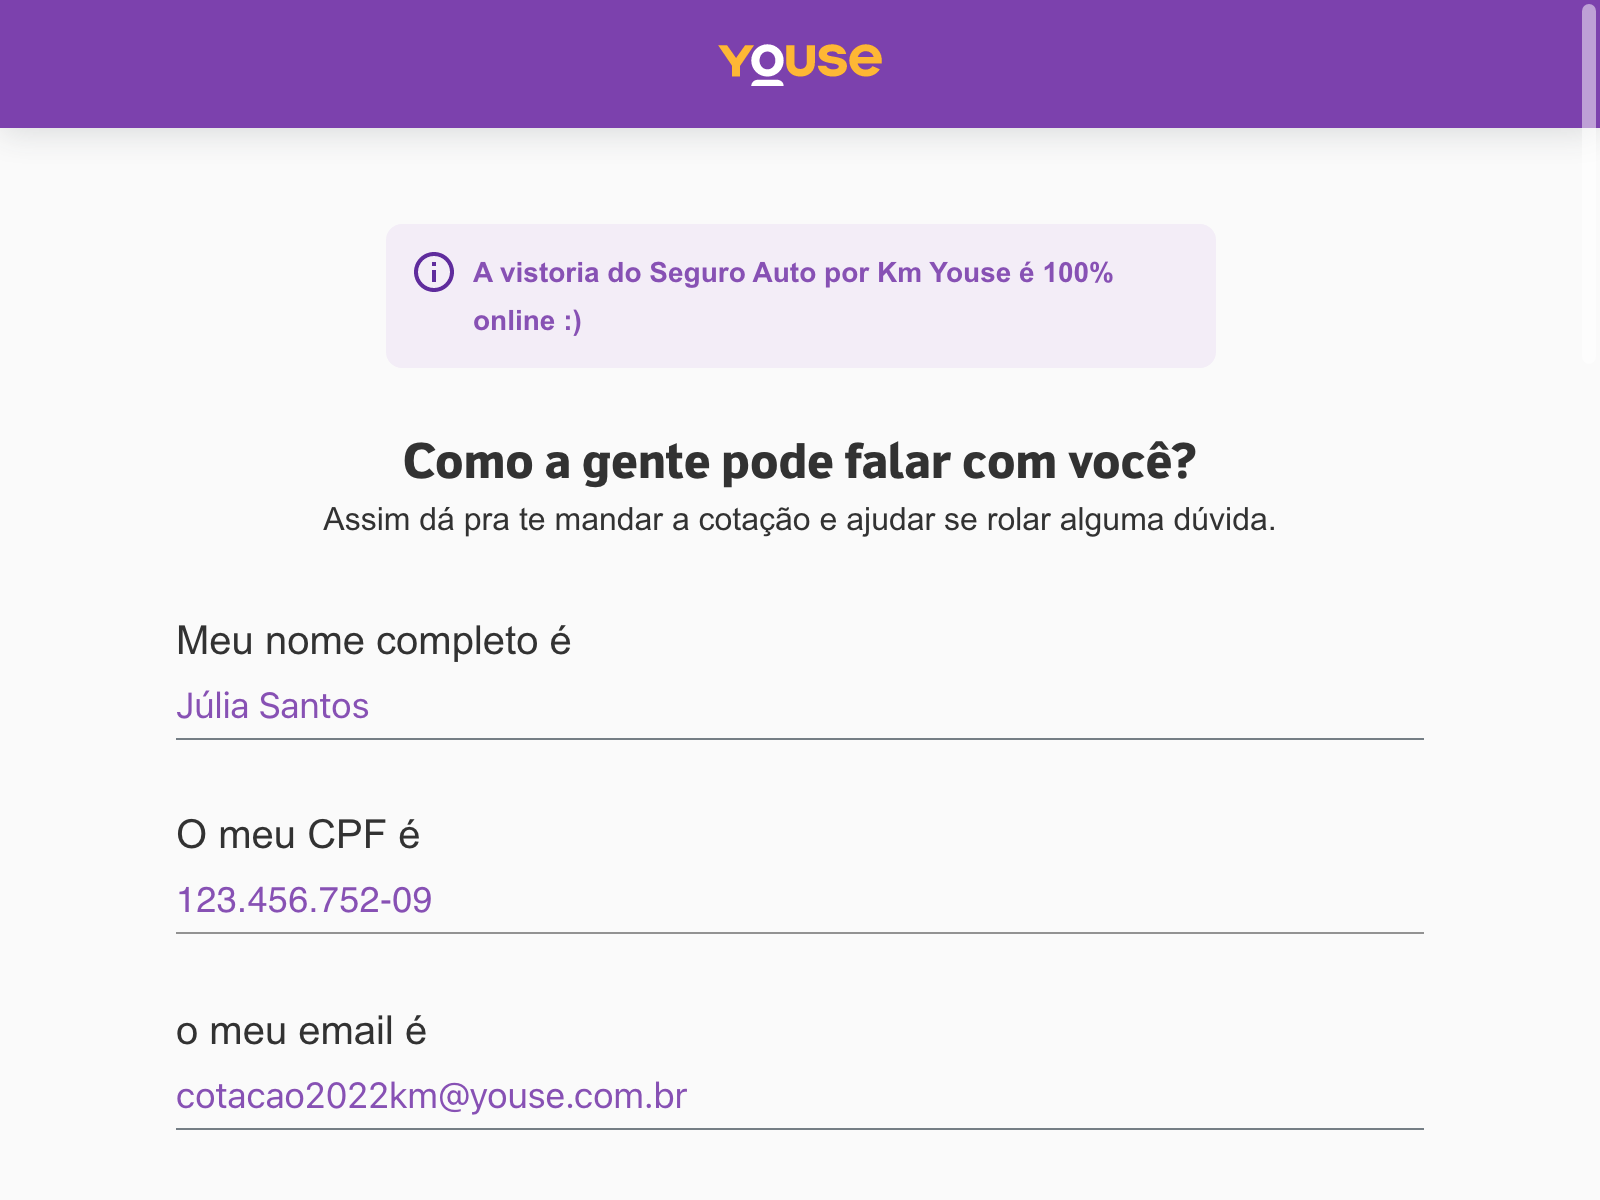 Youse
A vistoria do Seguro Auto por Km Youse é 100%
online :)
Como a gente pode falar com você?
Assim dá pra te mandar a cotação e ajudar se rolar alguma dúvida.
Meu nome completo é
Júlia Santos
O meu CPF é
123.456.752-09
o meu email é
cotacao2022km@youse.com.br